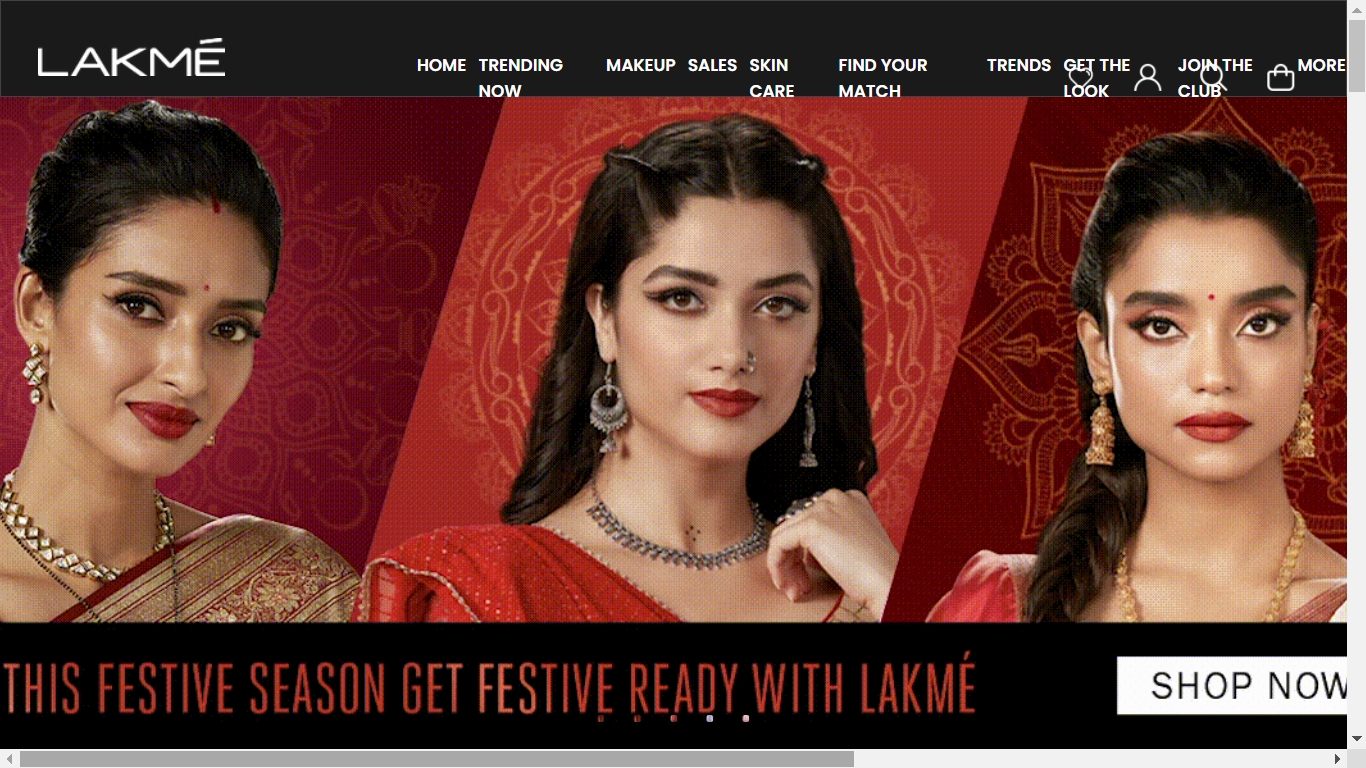 LAKMÉ
HOME TRENDING NOW MAKEUP SALES SKIN CARE FIND YOUR MATCH TRENDS GET THE LOOK JOIN THE CLUB MORE
THIS FESTIVE SEASON GET FESTIVE READY WITH LAKMÉ
SHOP NOW